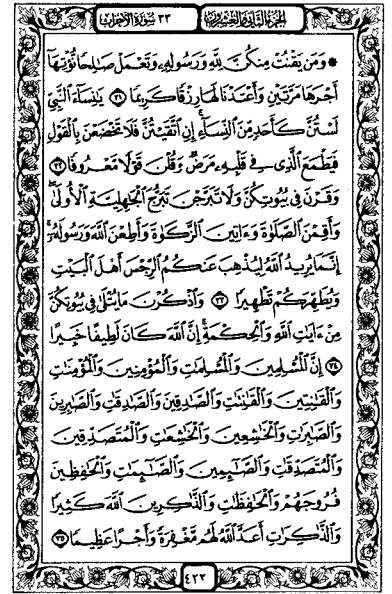 الجزء الثاني والعشرون ٣٣ سورة الأحزاب
۞ وَمَن يَقْنُتْ مِنكُنَّ لِلَّهِ وَرَسُولِهِۦ وَتَعْمَلْ صَٰلِحًا نُّؤْتِهَآ
أَجْرَهَا مَرَّتَيْنِ وَأَعْتَدْنَا لَهَا رِزْقًا كَرِيمًا ٣١ يَٰنِسَآءَ ٱلنَّبِيِّ
لَسْتُنَّ كَأَحَدٍ مِّنَ ٱلنِّسَآءِ إِنِ ٱتَّقَيْتُنَّ فَلَا تَخْضَعْنَ بِٱلْقَوْلِ
فَيَطْمَعَ ٱلَّذِى فِى قَلْبِهِۦ مَرَضٌ وَقُلْنَ قَوْلًا مَّعْرُوفًا ٣٢
وَقَرْنَ فِى بُيُوتِكُنَّ وَلَا تَبَرَّجْنَ تَبَرُّجَ ٱلْجَٰهِلِيَّةِ ٱلْأُولَىٰ
وَأَقِمْنَ ٱلصَّلَوٰةَ وَءَاتِينَ ٱلزَّكَوٰةَ وَأَطِعْنَ ٱللَّهَ وَرَسُولَهُۥٓ
إِنَّمَا يُرِيدُ ٱللَّهُ لِيُذْهِبَ عَنكُمُ ٱلرِّجْسَ أَهْلَ ٱلْبَيْتِ
وَيُطَهِّرَكُمْ تَطْهِيرًا ٣٣ وَٱذْكُرْنَ مَا يُتْلَىٰ فِى بُيُوتِكُنَّ
مِنْ ءَايَٰتِ ٱللَّهِ وَٱلْحِكْمَةِ إِنَّ ٱللَّهَ كَانَ لَطِيفًا خَبِيرًا
٣٤ إِنَّ ٱلْمُسْلِمِينَ وَٱلْمُسْلِمَٰتِ وَٱلْمُؤْمِنِينَ وَٱلْمُؤْمِنَٰتِ
وَٱلْقَٰنِتِينَ وَٱلْقَٰنِتَٰتِ وَٱلصَّٰدِقِينَ وَٱلصَّٰدِقَٰتِ وَٱلصَّٰبِرِينَ
وَٱلصَّٰبِرَٰتِ وَٱلْخَٰشِعِينَ وَٱلْخَٰشِعَٰتِ وَٱلْمُتَصَدِّقِينَ
وَٱلْمُتَصَدِّقَٰتِ وَٱلصَّٰٓئِمِينَ وَٱلصَّٰٓئِمَٰتِ وَٱلْحَٰفِظِينَ
فُرُوجَهُمْ وَٱلْحَٰفِظَٰتِ وَٱلذَّٰكِرِينَ ٱللَّهَ كَثِيرًا
وَٱلذَّٰكِرَٰتِ أَعَدَّ ٱللَّهُ لَهُم مَّغْفِرَةً وَأَجْرًا عَظِيمًا ٣٥
٤٢٢